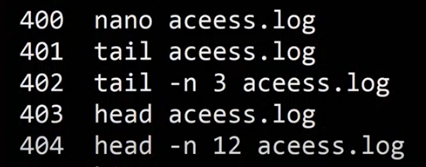 400 nano aceess.log
401 tail aceess.log
402 tail -n 3 aceess.log
403 head aceess.log
404 head -n 12 aceess.log